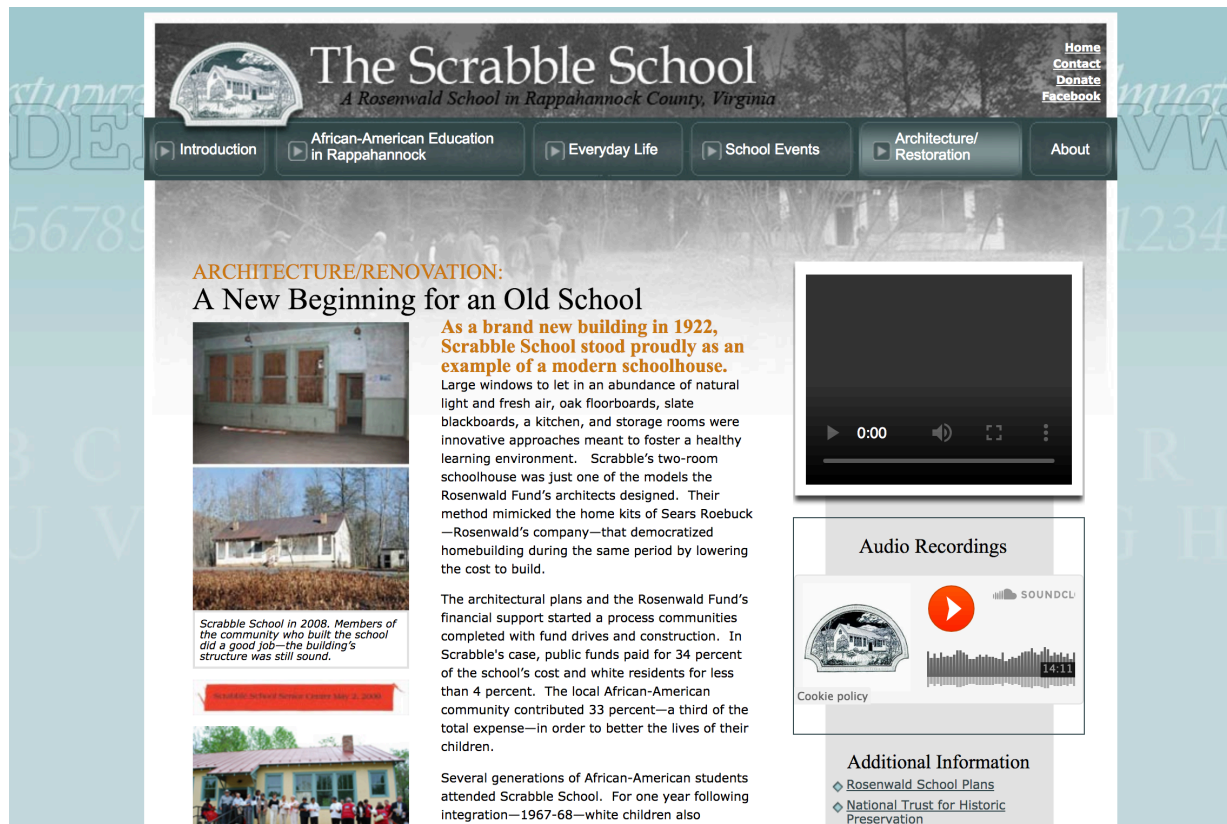 The Scrabble School
A Rosenwald School in Rappahannock County, Virginia
Home
Contact
Donate
Facebook
Introduction
African-American Education
in Rappahannock
Everyday Life
School Events
Architecture/
Restoration
About
ARCHITECTURE/RENOVATION:
A New Beginning for an Old School
As a brand new building in 1922,
Scrabble School stood proudly as an
example of a modern schoolhouse.
Large windows to let in an abundance of natural
light and fresh air, oak floorboards, slate
blackboards, a kitchen, and storage rooms were
innovative approaches meant to foster a healthy
learning environment.   Scrabble’s two-room
schoolhouse was just one of the models the
Rosenwald Fund’s architects designed.  Their
method mimicked the home kits of Sears Roebuck
—Rosenwald’s company—that democratized
homebuilding during the same period by lowering
the cost to build.
The architectural plans and the Rosenwald Fund’s
financial support started a process communities
completed with fund drives and construction.  In
Scrabble's case, public funds paid for 34 percent
of the school’s cost and white residents for less
than 4 percent.  The local African-American
community contributed 33 percent—a third of the
total expense—in order to better the lives of their
children.
Several generations of African-American students
attended Scrabble School.  For one year following
integration—1967-68—white children also
Scrabble School in 2008. Members of
the community who built the school
did a good job—the building’s
structure was still sound.
Scrabble School Senior Center May 2, 2009
0:00
Audio Recordings
SOUNDCL
14:11
Cookie policy
Additional Information
Rosenwald School Plans
National Trust for Historic
Preservation
56789
1234
B C
U V
R
G H